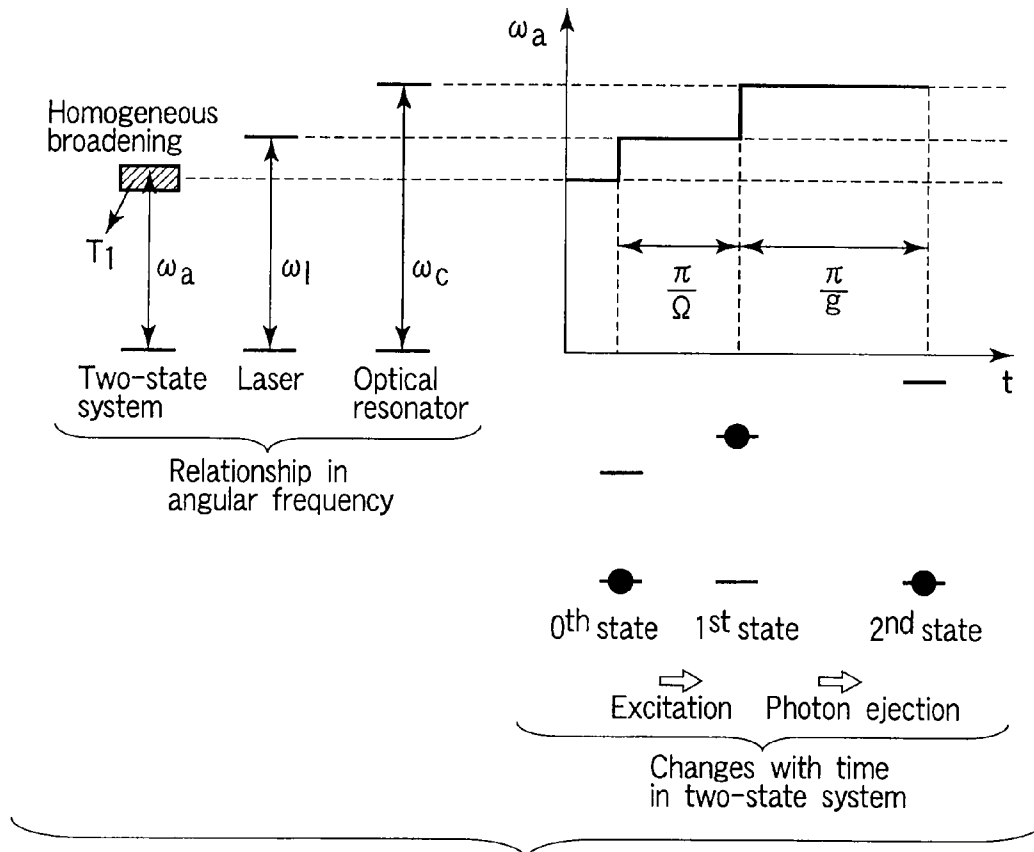 Homogeneous
broadening
T1
ωa
ωl
ωc
Two-state
system
Laser
Optical
resonator
Relationship in
angular frequency
ωa
π
Ω
π
g
t
0th state
1st state
2nd state
Excitation
Photon ejection
Changes with time
in two-state system